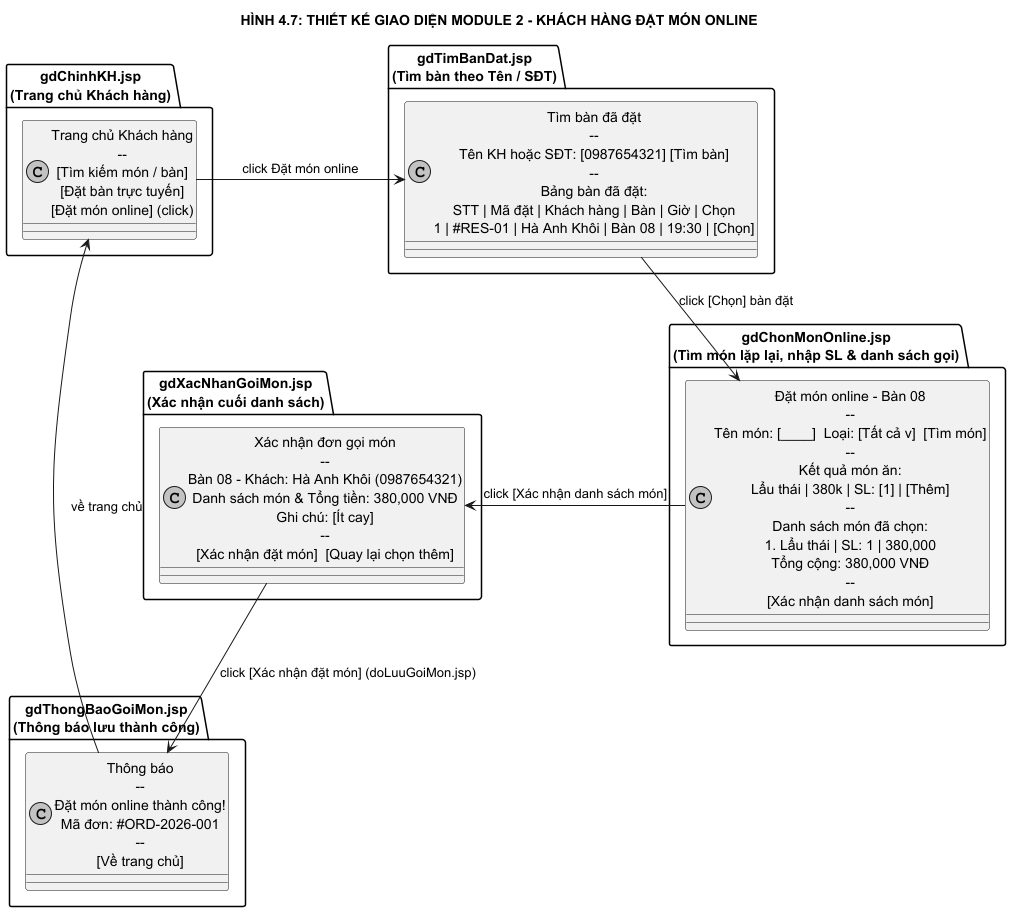 HÌNH 4.7: THIẾT KẾ GIAO DIỆN MODULE 2 - KHÁCH HÀNG ĐẶT MÓN ONLINE
gdChinhKH.jsp
(Trang chủ Khách hàng)
C
Trang chủ Khách hàng
--
[Tìm kiếm món / bàn]
[Đặt bàn trực tuyến]
[Đặt món online] (click)
click Đặt món online
gdTimBanDat.jsp
(Tìm bàn theo Tên / SĐT)
C
Tìm bàn đã đặt
--
Tên KH hoặc SĐT: [0987654321] [Tìm bàn]
--
Bảng bàn đã đặt:
STT | Mã đặt | Khách hàng | Bàn | Giờ | Chọn
1 | #RES-01 | Hà Anh Khôi | Bàn 08 | 19:30 | [Chọn]
click [Chọn] bàn đặt
gdChonMonOnline.jsp
(Tìm món lặp lại, nhập SL & danh sách gọi)
C
Đặt món online - Bàn 08
--
Tên món: [____]  Loại: [Tất cả v]  [Tìm món]
--
Kết quả món ăn:
Lẩu thái | 380k | SL: [1] | [Thêm]
--
Danh sách món đã chọn:
1. Lẩu thái | SL: 1 | 380,000
Tổng cộng: 380,000 VNĐ
--
[Xác nhận danh sách món]
click [Xác nhận danh sách món]
gdXacNhanGoiMon.jsp
(Xác nhận cuối danh sách)
C
Xác nhận đơn gọi món
--
Bàn 08 - Khách: Hà Anh Khôi (0987654321)
Danh sách món & Tổng tiền: 380,000 VNĐ
Ghi chú: [Ít cay]
--
[Xác nhận đặt món]  [Quay lại chọn thêm]
về trang chủ
click [Xác nhận đặt món] (doLuuGoiMon.jsp)
gdThongBaoGoiMon.jsp
(Thông báo lưu thành công)
C
Thông báo
--
Đặt món online thành công!
Mã đơn: #ORD-2026-001
--
[Về trang chủ]